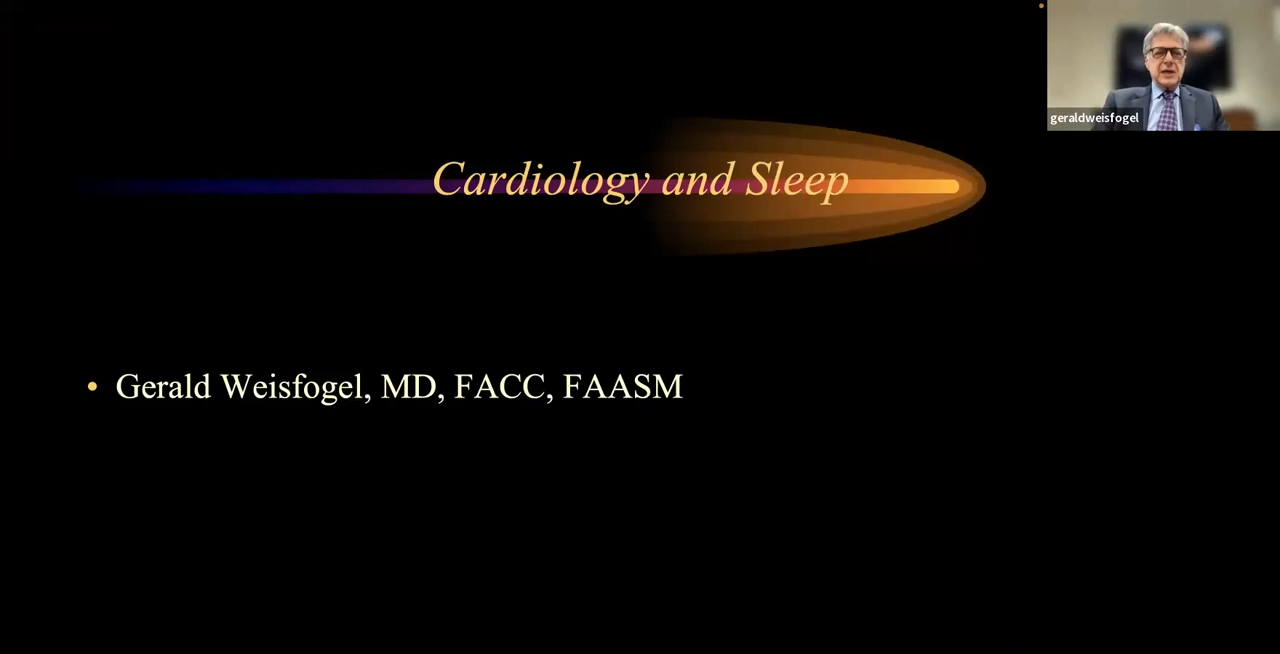 geraldweisfogel
Cardiology and Sleep
• Gerald Weisfogel, MD, FACC, FAASM